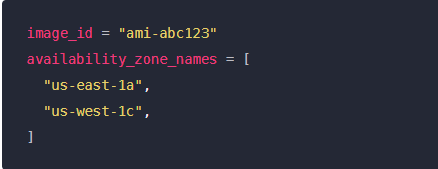 image_id = "ami-abc123"
availability_zone_names = [
  "us-east-1a",
  "us-west-1c",
]